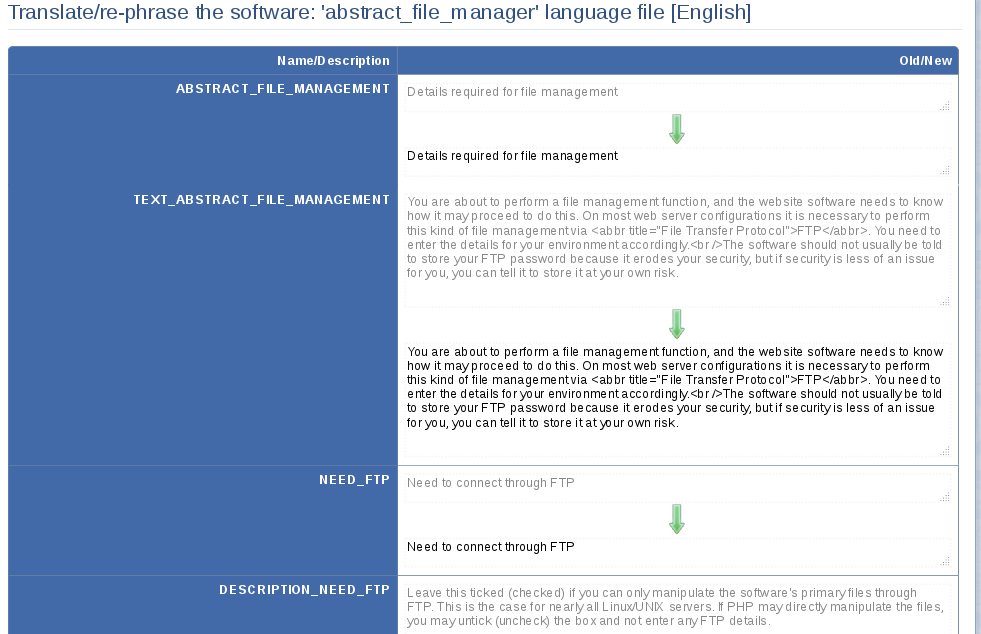 Translate/re-phrase the software: 'abstract_file_manager' language file [English]
Name/Description
Old/New
ABSTRACT_FILE_MANAGEMENT
Details required for file management
Details required for file management
TEXT_ABSTRACT_FILE_MANAGEMENT
You are about to perform a file management function, and the website software needs to know
how it may proceed to do this. On most web server configurations it is necessary to perform
this kind of file management via <abbr title="File Transfer Protocol">FTP</abbr>. You need to
enter the details for your environment accordingly.<br />The software should not usually be told
to store your FTP password because it erodes your security, but if security is less of an issue
for you, you can tell it to store it at your own risk.
You are about to perform a file management function, and the website software needs to know
how it may proceed to do this. On most web server configurations it is necessary to perform
this kind of file management via <abbr title="File Transfer Protocol">FTP</abbr>. You need to
enter the details for your environment accordingly.<br />The software should not usually be told
to store your FTP password because it erodes your security, but if security is less of an issue
for you, you can tell it to store it at your own risk.
NEED_FTP
Need to connect through FTP
Need to connect through FTP
DESCRIPTION_NEED_FTP
Leave this ticked (checked) if you can only manipulate the software's primary files through
FTP. This is the case for nearly all Linux/UNIX servers. If PHP may directly manipulate the files,
you may untick (uncheck) the box and not enter any FTP details.